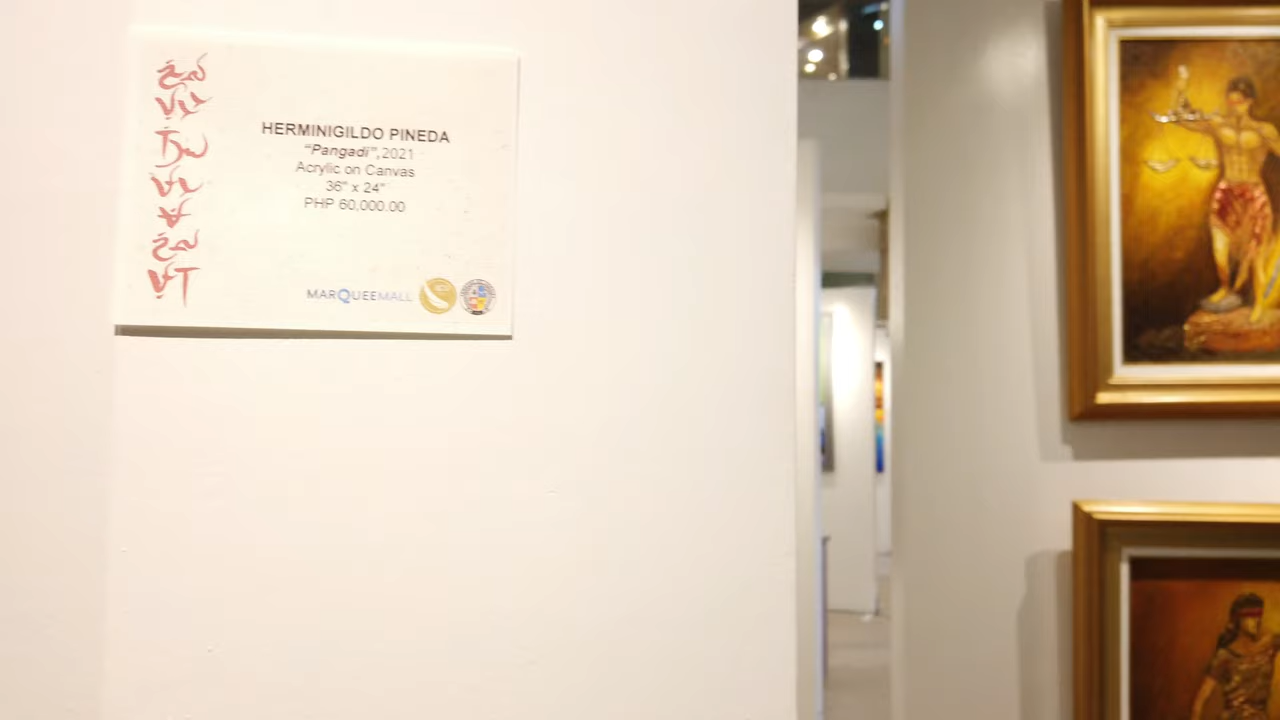 HERMINIGILDO PINEDA
“Pangadi”, 2021
Acrylic on Canvas
36" x 24"
PHP 60,000.00
MARQUEEMALL